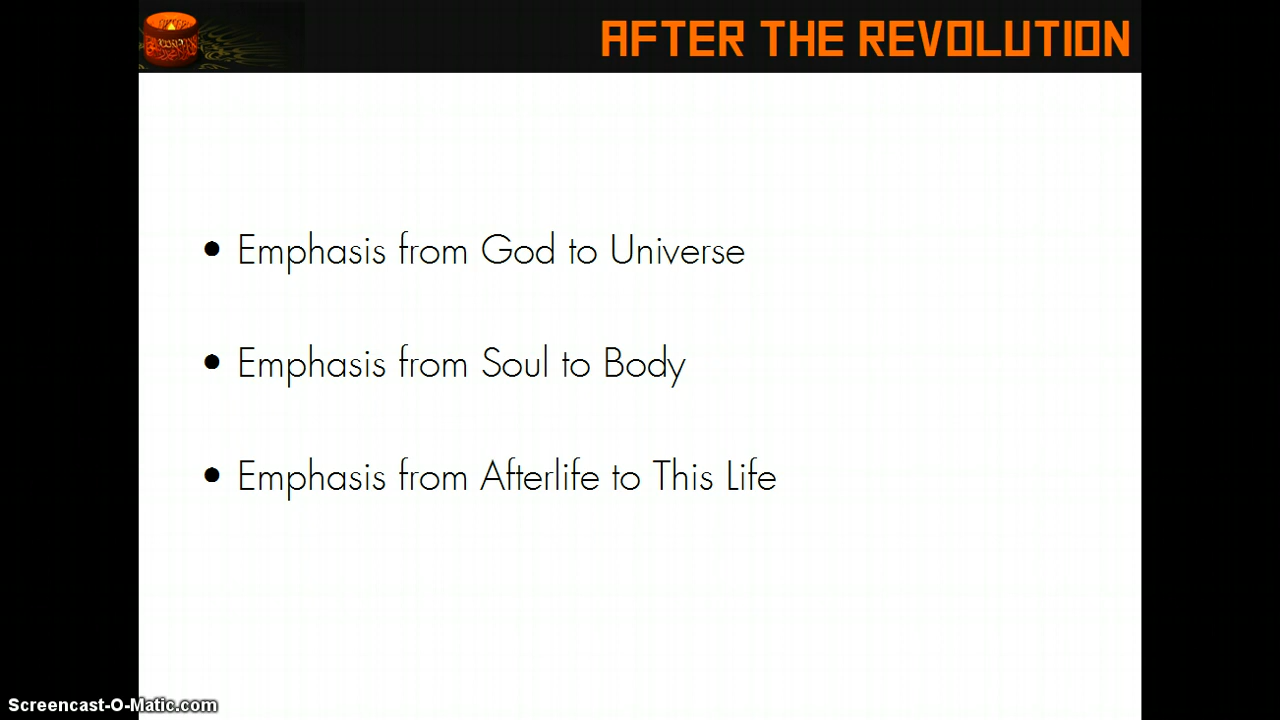 AFTER THE REVOLUTION
• Emphasis from God to Universe
• Emphasis from Soul to Body
• Emphasis from Afterlife to This Life
Screencast-O-Matic.com